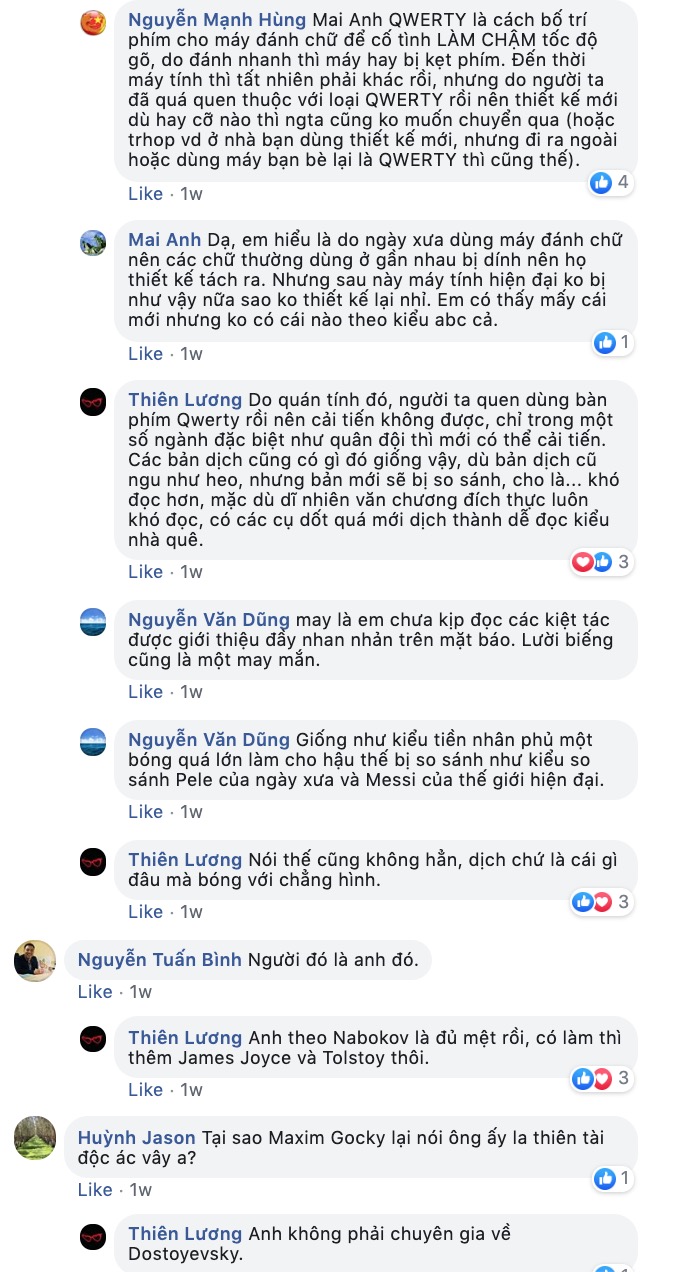 Nguyễn Mạnh Hùng Mai Anh QWERTY là cách bố trí
phím cho máy đánh chữ để cố tình LÀM CHẬM tốc độ
gõ, do đánh nhanh thì máy hay bị kẹt phím. Đến thời
máy tính thì tất nhiên phải khác rồi, nhưng do người ta
đã quá quen thuộc với loại QWERTY rồi nên thiết kế mới
dù hay cỡ nào thì ngta cũng ko muốn chuyển qua (hoặc
trhop vd ở nhà bạn dùng thiết kế mới, nhưng đi ra ngoài
hoặc dùng máy bạn bè lại là QWERTY thì cũng thế).
4
Like · 1w
Mai Anh Dạ, em hiểu là do ngày xưa dùng máy đánh chữ
nên các chữ thường dùng ở gần nhau bị dính nên họ
thiết kế tách ra. Nhưng sau này máy tính hiện đại ko bị
như vậy nữa sao ko thiết kế lại nhỉ. Em có thấy mấy cái
mới nhưng ko có cái nào theo kiểu abc cả.
1
Like · 1w
Thiên Lương Do quán tính đó, người ta quen dùng bàn
phím Qwerty rồi nên cải tiến không được, chỉ trong một
số ngành đặc biệt như quân đội thì mới có thể cải tiến.
Các bản dịch cũng có gì đó giống vậy, dù bản dịch cũ
ngu như heo, nhưng bản mới sẽ bị so sánh, cho là... khó
đọc hơn, mặc dù dĩ nhiên văn chương đích thực luôn
khó đọc, có các cụ dốt quá mới dịch thành dễ đọc kiểu
nhà quê.
3
Like · 1w
Nguyễn Văn Dũng may là em chưa kịp đọc các kiệt tác
được giới thiệu đầy nhan nhản trên mặt báo. Lười biếng
cũng là một may mắn.
Like · 1w
Nguyễn Văn Dũng Giống như kiểu tiền nhân phủ một
bóng quá lớn làm cho hậu thế bị so sánh như kiểu so
sánh Pele của ngày xưa và Messi của thế giới hiện đại.
Like · 1w
Thiên Lương Nói thế cũng không hẳn, dịch chứ là cái gì
đâu mà bóng với chẳng hình.
3
Like · 1w
Nguyễn Tuấn Bình Người đó là anh đó.
Like · 1w
Thiên Lương Anh theo Nabokov là đủ mệt rồi, có làm thì
thêm James Joyce và Tolstoy thôi.
3
Like · 1w
Huỳnh Jason Tại sao Maxim Gocky lại nói ông ấy la thiên tài
độc ác vây a?
1
Like · 1w
Thiên Lương Anh không phải chuyên gia về
Dostoyevsky.